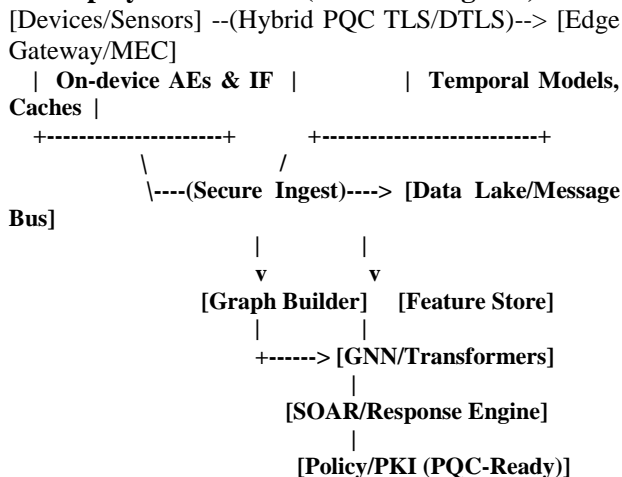 [Devices/Sensors] --(Hybrid PQC TLS/DTLS)--> [Edge
Gateway/MEC]
| On-device AEs & IF | | Temporal Models,
Caches |
+----------------------+ +---------------------------+
\ /
\----(Secure Ingest)----> [Data Lake/Message
Bus]
| |
v v
[Graph Builder] [Feature Store]
| |
+------> [GNN/Transformers]
|
[SOAR/Response Engine]
|
[Policy/PKI (PQC-Ready)]